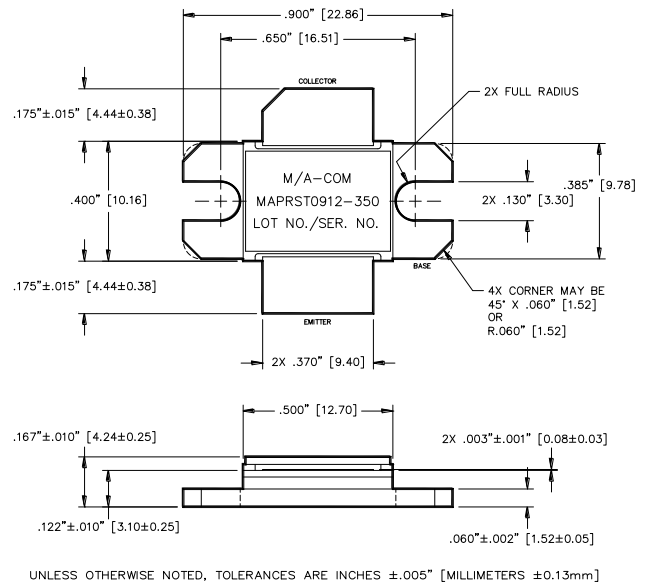 .900" [22.86]
.650" [16.51]
COLLECTOR
2X FULL RADIUS
.175"±.015" [4.44±0.38]
M/A-COM
MAPRST0912-350
LOT NO./SER. NO.
.400" [10.16]
2X .130" [3.30]
.385" [9.78]
BASE
.175"±.015" [4.44±0.38]
4X CORNER MAY BE
45° X .060" [1.52]
OR
R.060" [1.52]
EMITTER
2X .370" [9.40]
.500" [12.70]
.167"±.010" [4.24±0.25]
2X .003"±.001" [0.08±0.03]
.122"±.010" [3.10±0.25]
.060"±.002" [1.52±0.05]
UNLESS OTHERWISE NOTED, TOLERANCES ARE INCHES ±.005" [MILLIMETERS ±0.13mm]